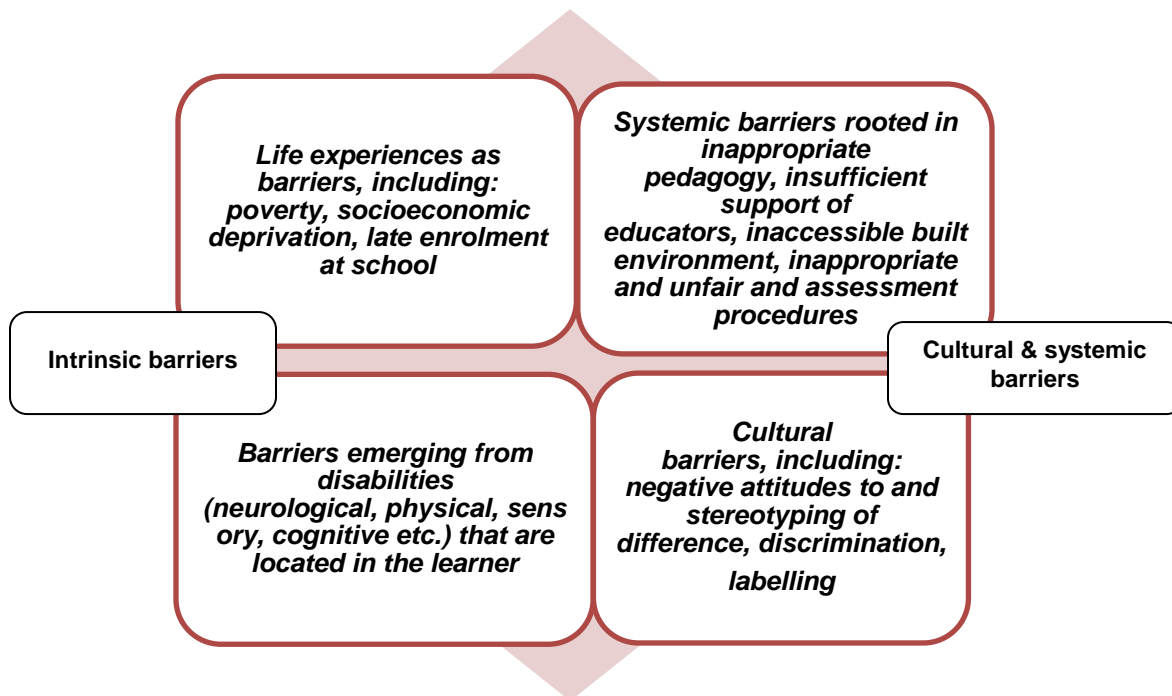 Life experiences as
barriers, including:
poverty, socioeconomic
deprivation, late enrolment
at school
Systemic barriers rooted in
inappropriate
pedagogy, insufficient
support of
educators, inaccessible built
environment, inappropriate
and unfair and assessment
procedures
Intrinsic barriers
Cultural & systemic
barriers
Barriers emerging from
disabilities
(neurological, physical, sens
ory, cognitive etc.) that are
located in the learner
Cultural
barriers, including:
negative attitudes to and
stereotyping of
difference, discrimination,
labelling